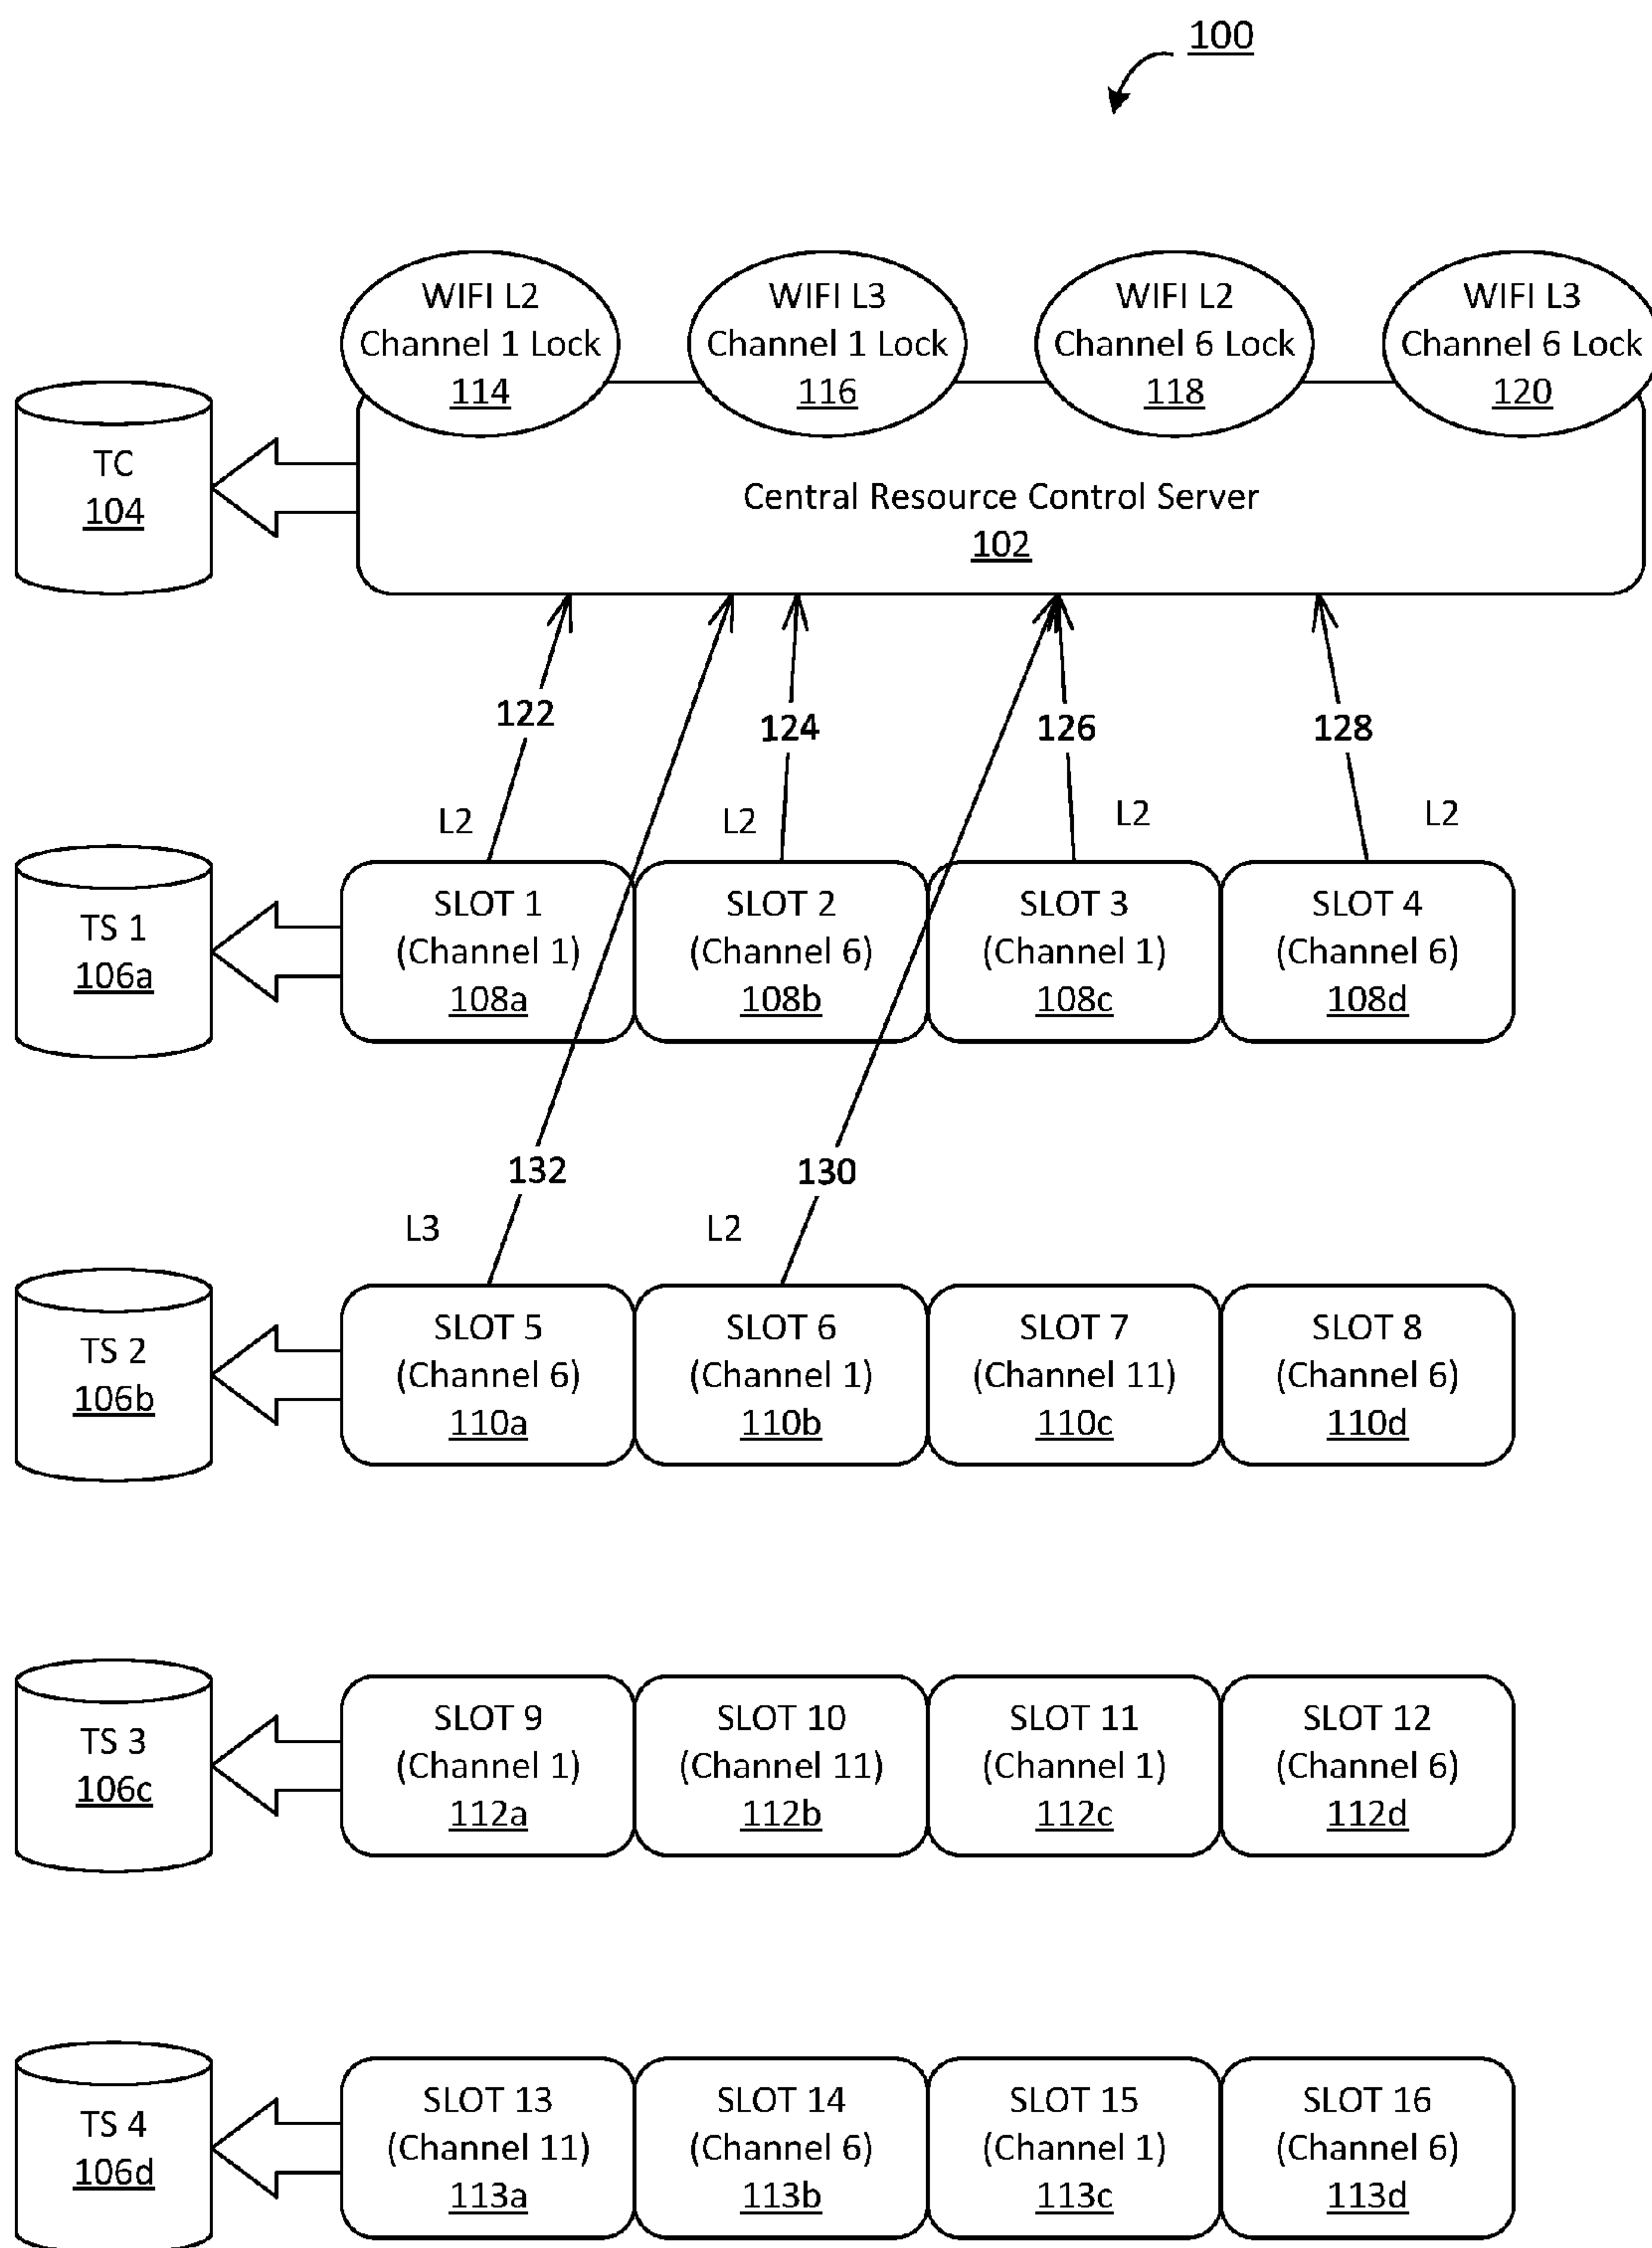 100
WIFI L2
Channel 1 Lock
114
WIFI L3
Channel 1 Lock
116
WIFI L2
Channel 6 Lock
118
WIFI L3
Channel 6 Lock
120
TC
104
Central Resource Control Server
102
122
124
126
128
L2
L2
L2
L2
TS 1
106a
SLOT 1
(Channel 1)
108a
SLOT 2
(Channel 6)
108b
SLOT 3
(Channel 1)
108c
SLOT 4
(Channel 6)
108d
132
130
L3
L2
TS 2
106b
SLOT 5
(Channel 6)
110a
SLOT 6
(Channel 1)
110b
SLOT 7
(Channel 11)
110c
SLOT 8
(Channel 6)
110d
TS 3
106c
SLOT 9
(Channel 1)
112a
SLOT 10
(Channel 11)
112b
SLOT 11
(Channel 1)
112c
SLOT 12
(Channel 6)
112d
TS 4
106d
SLOT 13
(Channel 11)
113a
SLOT 14
(Channel 6)
113b
SLOT 15
(Channel 1)
113c
SLOT 16
(Channel 6)
113d